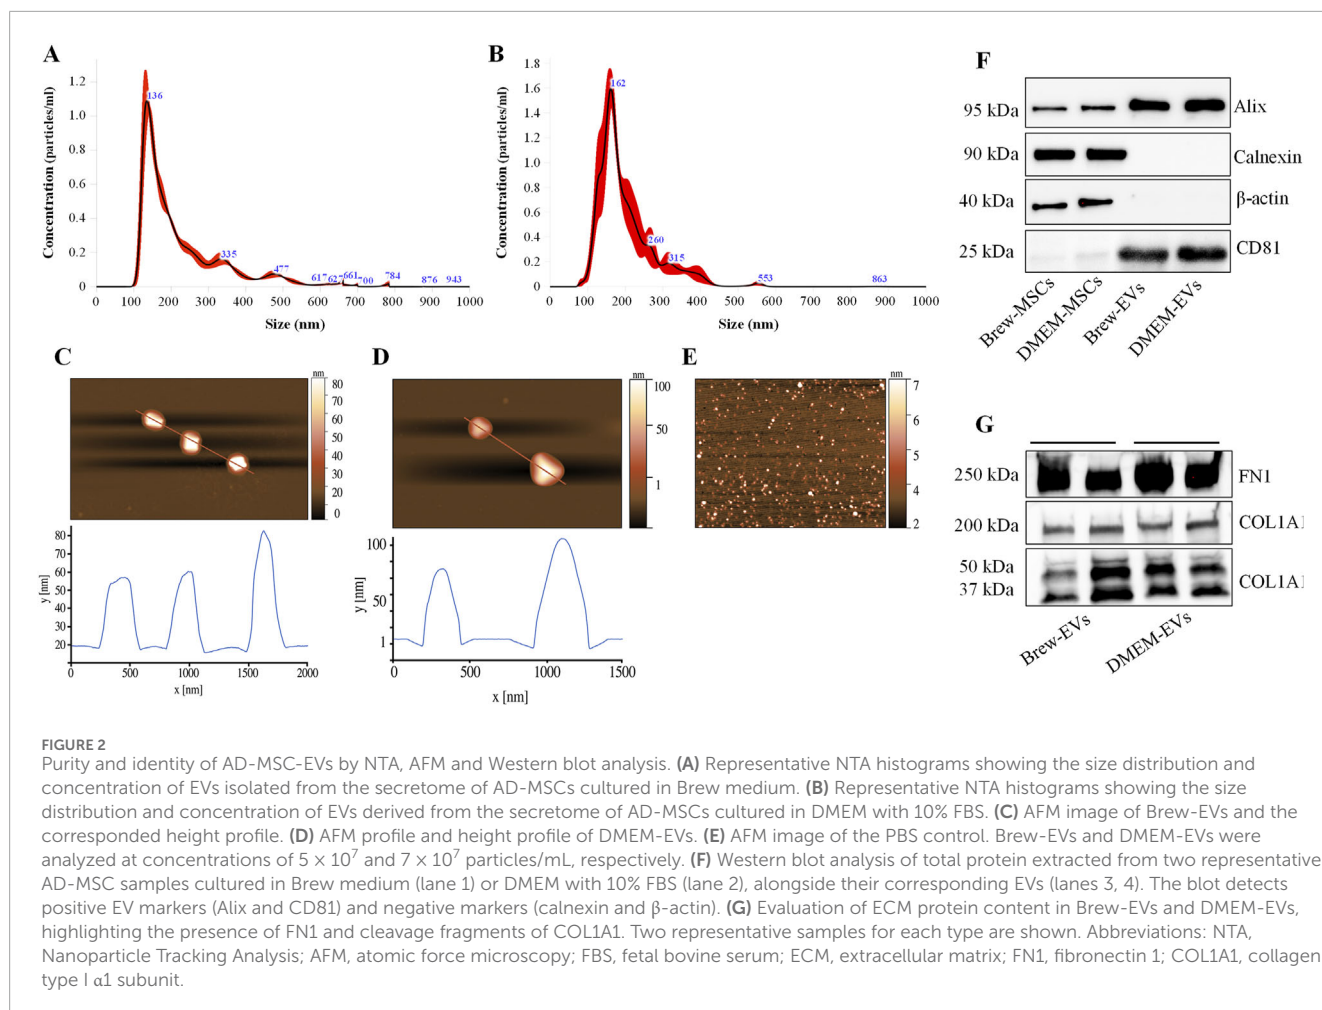 A
Concentration (particles/ml)
1.2
1.0
0.8
0.6
0.4
0.2
0
136
335
477
617
627
661
700
784
876
943
0 100 200 300 400 500 600 700 800 900 1000
Size (nm)
B
Concentration (particles/ml)
1.8
1.6
1.4
1.2
1.0
0.8
0.6
0.4
0.2
0
162
260
315
553
863
0 100 200 300 400 500 600 700 800 900 1000
Size (nm)
C
nm
80
70
60
50
40
30
20
10
0
y [nm]
80
70
60
50
40
30
20
0 500 1000 1500 2000
x [nm]
D
nm
100
50
1
y [nm]
100
50
1
0 500 1000 1500
x [nm]
E
nm
7
6
5
4
3
2
F
95 kDa Alix
90 kDa Calnexin
40 kDa β-actin
25 kDa CD81
Brew-MSCs
DMEM-MSCs
Brew-EVs
DMEM-EVs
G
250 kDa FN1
200 kDa COL1A1
50 kDa
37 kDa COL1A1
Brew-EVs
DMEM-EVs
FIGURE 2
Purity and identity of AD-MSC-EVs by NTA, AFM and Western blot analysis. (A) Representative NTA histograms showing the size distribution and
concentration of EVs isolated from the secretome of AD-MSCs cultured in Brew medium. (B) Representative NTA histograms showing the size
distribution and concentration of EVs derived from the secretome of AD-MSCs cultured in DMEM with 10% FBS. (C) AFM image of Brew-EVs and the
corresponded height profile. (D) AFM profile and height profile of DMEM-EVs. (E) AFM image of the PBS control. Brew-EVs and DMEM-EVs were
analyzed at concentrations of 5 × 10⁷ and 7 × 10⁷ particles/mL, respectively. (F) Western blot analysis of total protein extracted from two representative
AD-MSC samples cultured in Brew medium (lane 1) or DMEM with 10% FBS (lane 2), alongside their corresponding EVs (lanes 3, 4). The blot detects
positive EV markers (Alix and CD81) and negative markers (calnexin and β-actin). (G) Evaluation of ECM protein content in Brew-EVs and DMEM-EVs,
highlighting the presence of FN1 and cleavage fragments of COL1A1. Two representative samples for each type are shown. Abbreviations: NTA,
Nanoparticle Tracking Analysis; AFM, atomic force microscopy; FBS, fetal bovine serum; ECM, extracellular matrix; FN1, fibronectin 1; COL1A1, collagen
type I α1 subunit.